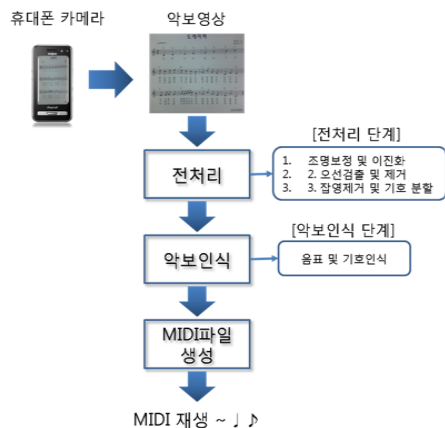 휴대폰 카메라
악보영상
[전처리 단계]
전처리
1. 조명보정 및 이진화
2. 2. 오선검출 및 제거
3. 3. 잡영제거 및 기호 분할
[악보인식 단계]
악보인식
음표 및 기호인식
MIDI파일
생성
MIDI 재생 ~ ♩ ♪